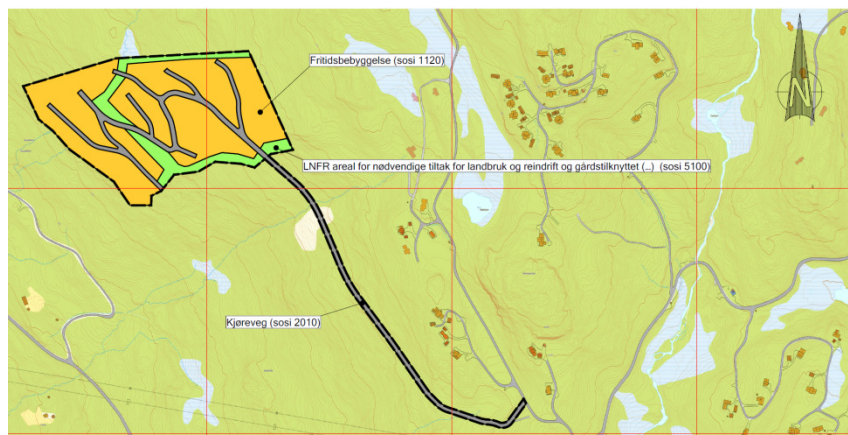 Fritidsbebyggelse (sosi 1120)
N
LNFR areal for nødvendige tiltak for landbruk og reindrift og gårdstilknyttet (...) (sosi 5100)
Kjøreveg (sosi 2010)